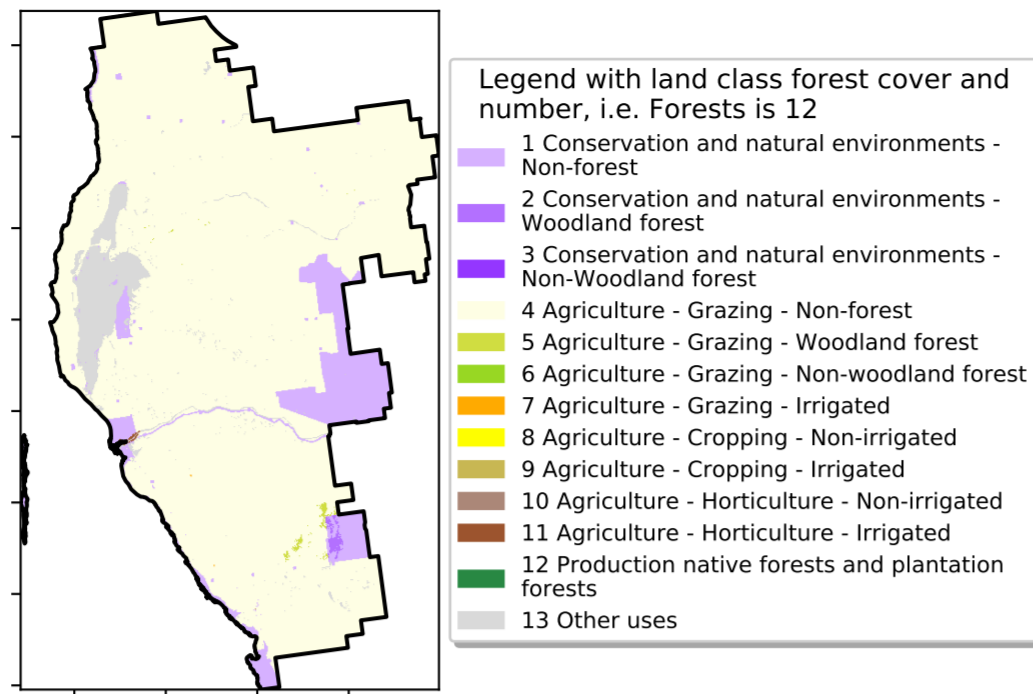 Legend with land class forest cover and
number, i.e. Forests is 12
1 Conservation and natural environments -
Non-forest
2 Conservation and natural environments -
Woodland forest
3 Conservation and natural environments -
Non-Woodland forest
4 Agriculture - Grazing - Non-forest
5 Agriculture - Grazing - Woodland forest
6 Agriculture - Grazing - Non-woodland forest
7 Agriculture - Grazing - Irrigated
8 Agriculture - Cropping - Non-irrigated
9 Agriculture - Cropping - Irrigated
10 Agriculture - Horticulture - Non-irrigated
11 Agriculture - Horticulture - Irrigated
12 Production native forests and plantation
forests
13 Other uses